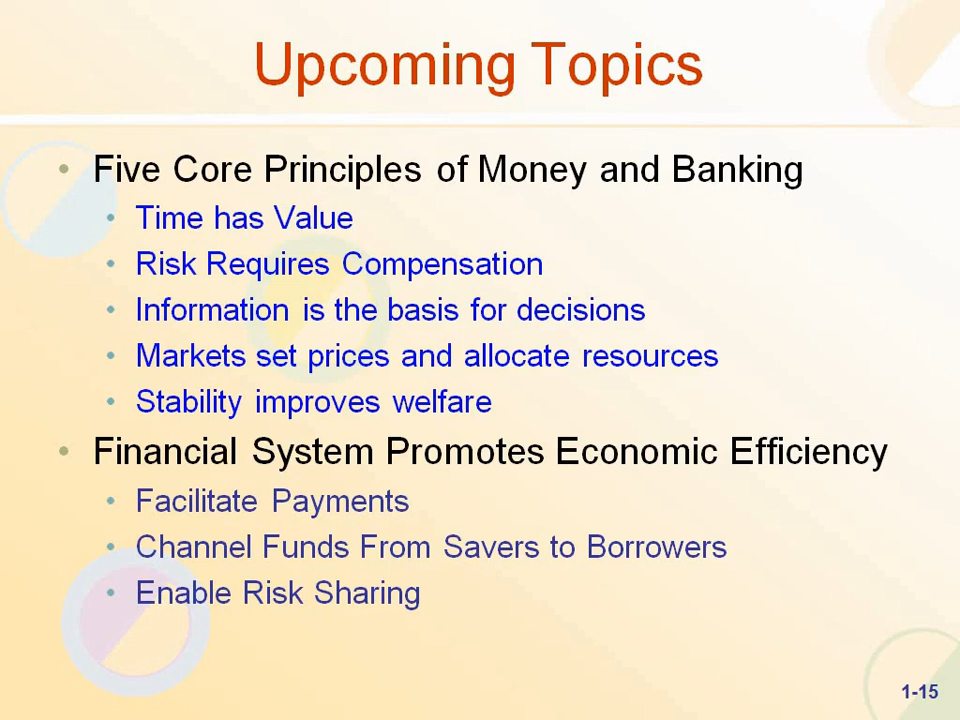 Upcoming Topics
• Five Core Principles of Money and Banking
• Time has Value
• Risk Requires Compensation
• Information is the basis for decisions
• Markets set prices and allocate resources
• Stability improves welfare
• Financial System Promotes Economic Efficiency
• Facilitate Payments
• Channel Funds From Savers to Borrowers
• Enable Risk Sharing
1-15